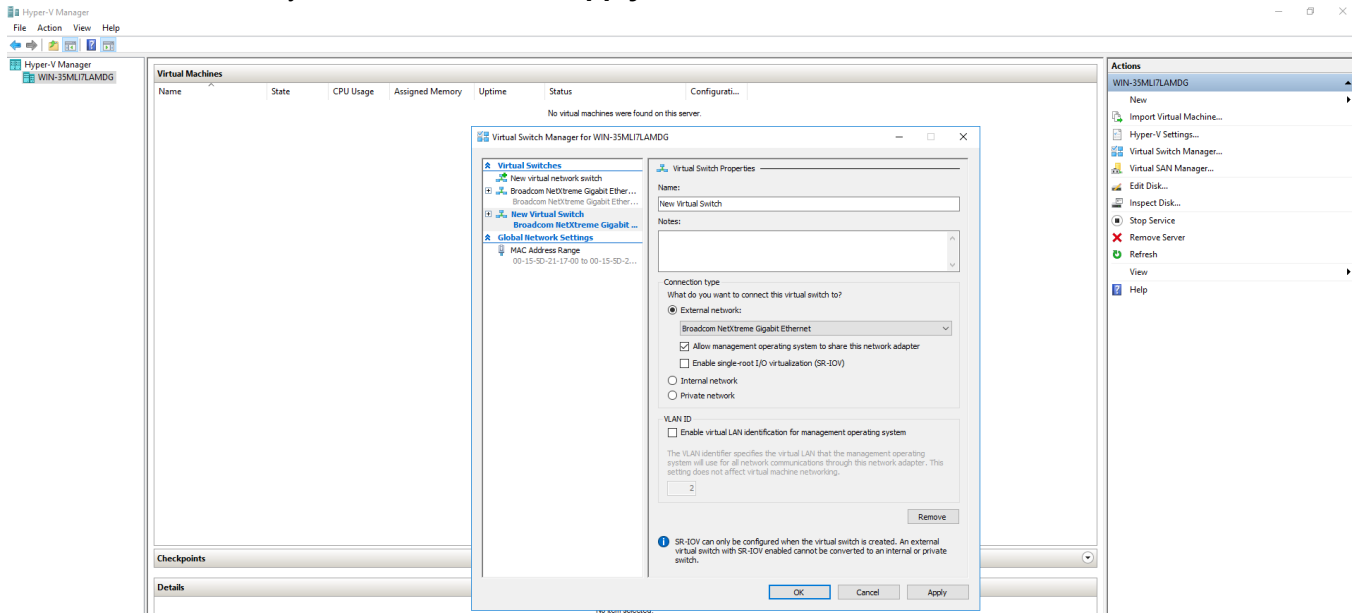 Hyper-V Manager
File Action View Help
Hyper-V Manager
WIN-35MLI7LAMDG
Virtual Machines
Name State CPU Usage Assigned Memory Uptime Status Configurati...
No virtual machines were found on this server.
Virtual Switch Manager for WIN-35MLI7LAMDG
Virtual Switches
New virtual network switch
Broadcom NetXtreme Gigabit Ether...
Broadcom NetXtreme Gigabit Ether...
New Virtual Switch
Broadcom NetXtreme Gigabit ...
Global Network Settings
MAC Address Range
00-15-5D-21-17-00 to 00-15-5D-2...
Virtual Switch Properties
Name:
New Virtual Switch
Notes:
Connection type
What do you want to connect this virtual switch to?
External network:
Broadcom NetXtreme Gigabit Ethernet
Allow management operating system to share this network adapter
Enable single-root I/O virtualization (SR-IOV)
Internal network
Private network
VLAN ID
Enable virtual LAN identification for management operating system
The VLAN identifier specifies the virtual LAN that the management operating
system will use for all network communications through this network adapter. This
setting does not affect virtual machine networking.
2
Remove
SR-IOV can only be configured when the virtual switch is created. An external
virtual switch with SR-IOV enabled cannot be converted to an internal or private
switch.
OK Cancel Apply
Checkpoints
Details
No item selected.
Actions
WIN-35MLI7LAMDG
New
Import Virtual Machine...
Hyper-V Settings...
Virtual Switch Manager...
Virtual SAN Manager...
Edit Disk...
Inspect Disk...
Stop Service
Remove Server
Refresh
View
Help